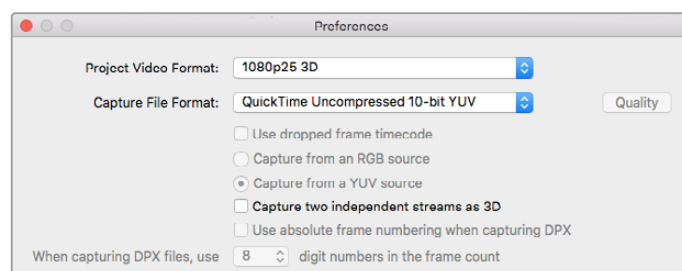 Preferences
Project Video Format: 1080p25 3D
Capture File Format: QuickTime Uncompressed 10-bit YUV Quality
Use dropped frame timecode
Capture from an RGB source
Capture from a YUV source
Capture two independent streams as 3D
Use absolute frame numbering when capturing DPX
When capturing DPX files, use 8 digit numbers in the frame count